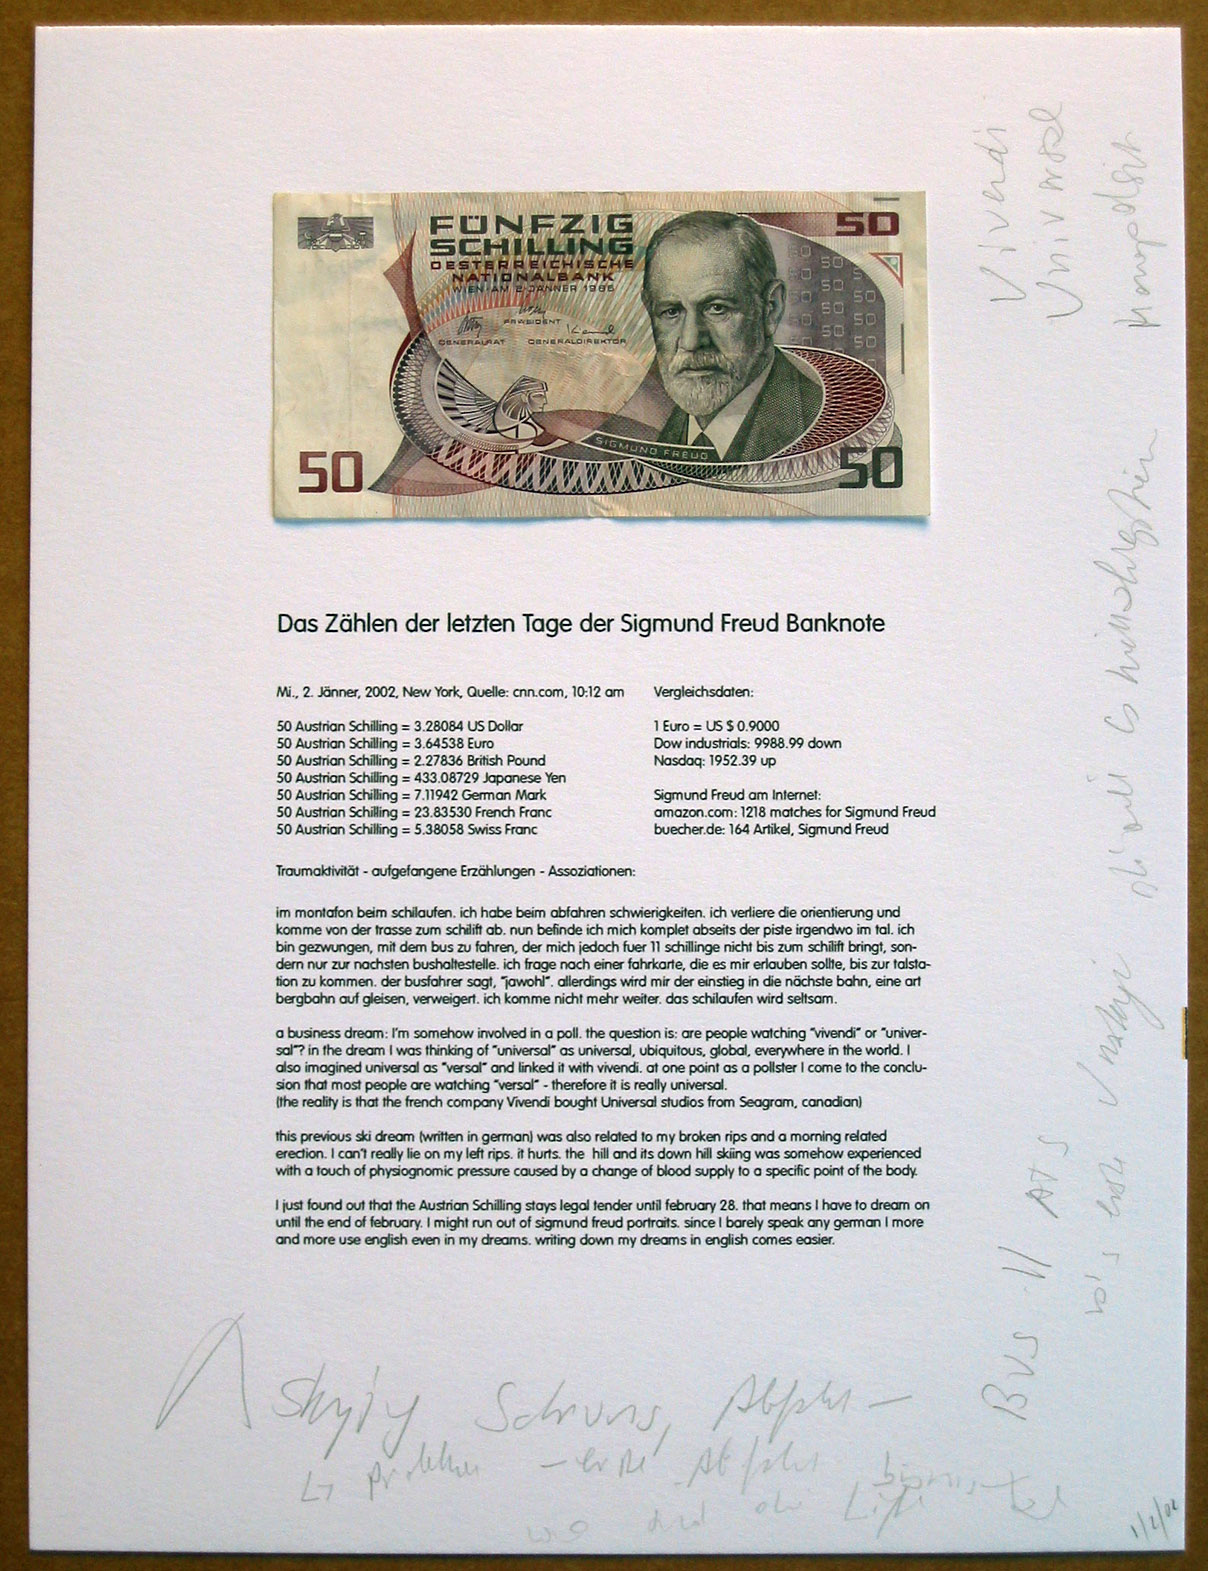 FÜNFZIG
SCHILLING
OESTERREICHISCHE
NATIONALBANK
WIEN AM 2. JÄNNER 1986
PRÄSIDENT
GENERALRAT GENERALDIREKTOR
SIGMUND FREUD
50
50
50
Das Zählen der letzten Tage der Sigmund Freud Banknote
Mi., 2. Jänner, 2002, New York, Quelle: cnn.com, 10:12 am
50 Austrian Schilling = 3.28084 US Dollar
50 Austrian Schilling = 3.64538 Euro
50 Austrian Schilling = 2.27836 British Pound
50 Austrian Schilling = 433.08729 Japanese Yen
50 Austrian Schilling = 7.11942 German Mark
50 Austrian Schilling = 23.83530 French Franc
50 Austrian Schilling = 5.38058 Swiss Franc
Vergleichsdaten:
1 Euro = US $ 0.9000
Dow industrials: 9988.99 down
Nasdaq: 1952.39 up
Sigmund Freud am Internet:
amazon.com: 1218 matches for Sigmund Freud
buecher.de: 164 Artikel, Sigmund Freud
Traumaktivität - aufgefangene Erzählungen - Assoziationen:
im montafon beim schilaufen. ich habe beim abfahren schwierigkeiten. ich verliere die orientierung und
komme von der trasse zum schilift ab. nun befinde ich mich komplet abseits der piste irgendwo im tal. ich
bin gezwungen, mit dem bus zu fahren, der mich jedoch fuer 11 schillinge nicht bis zum schilift bringt, son-
dern nur zur nachsten bushaltestelle. ich frage nach einer fahrkarte, die es mir erlauben sollte, bis zur talsta-
tion zu kommen. der busfahrer sagt, "jawohl". allerdings wird mir der einstieg in die nächste bahn, eine art
bergbahn auf gleisen, verweigert. ich komme nicht mehr weiter. das schilaufen wird seltsam.
a business dream: I'm somehow involved in a poll. the question is: are people watching "vivendi" or "univer-
sal"? in the dream I was thinking of "universal" as universal, ubiquitous, global, everywhere in the world. I
also imagined universal as "versal" and linked it with vivendi. at one point as a pollster I come to the conclu-
sion that most people are watching "versal" - therefore it is really universal.
(the reality is that the french company Vivendi bought Universal studios from Seagram, canadian)
this previous ski dream (written in german) was also related to my broken rips and a morning related
erection. I can't really lie on my left rips. it hurts. the hill and its down hill skiing was somehow experienced
with a touch of physiognomic pressure caused by a change of blood supply to a specific point of the body.
I just found out that the Austrian Schilling stays legal tender until february 28. that means I have to dream on
until the end of february. I might run out of sigmund freud portraits. since I barely speak any german I more
and more use english even in my dreams. writing down my dreams in english comes easier.
Vivendi
Universal
BUS 11 ATS
Abfahrt -
- erste Abfahrt
1/2/02